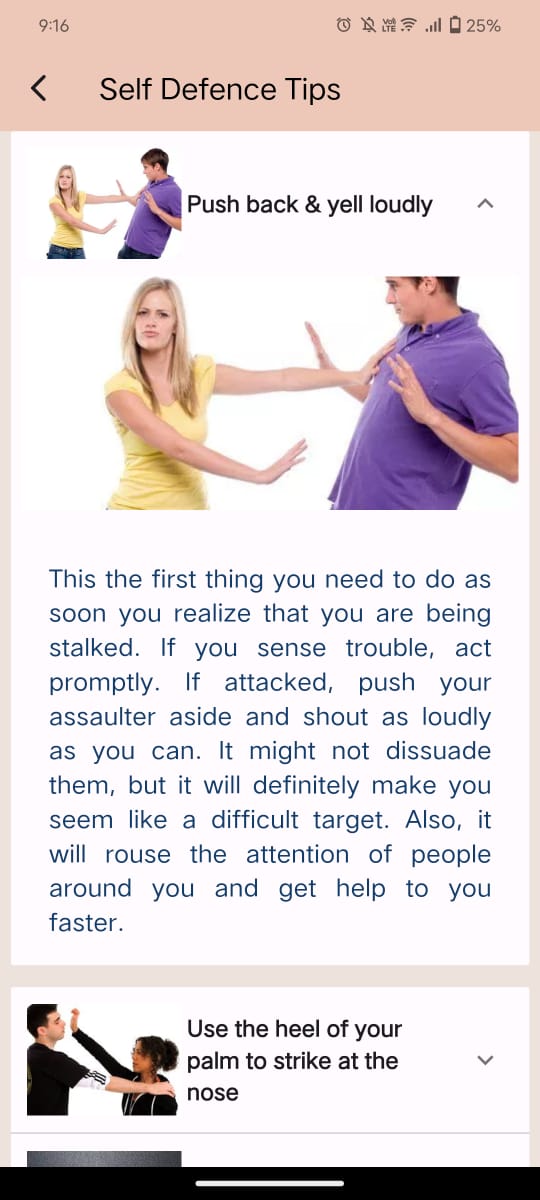 9:16
Vo) LTE
25%
Self Defence Tips
Push back & yell loudly
This the first thing you need to do as
soon you realize that you are being
stalked. If you sense trouble, act
promptly. If attacked, push your
assaulter aside and shout as loudly
as you can. It might not dissuade
them, but it will definitely make you
seem like a difficult target. Also, it
will rouse the attention of people
around you and get help to you
faster.
Use the heel of your
palm to strike at the
nose